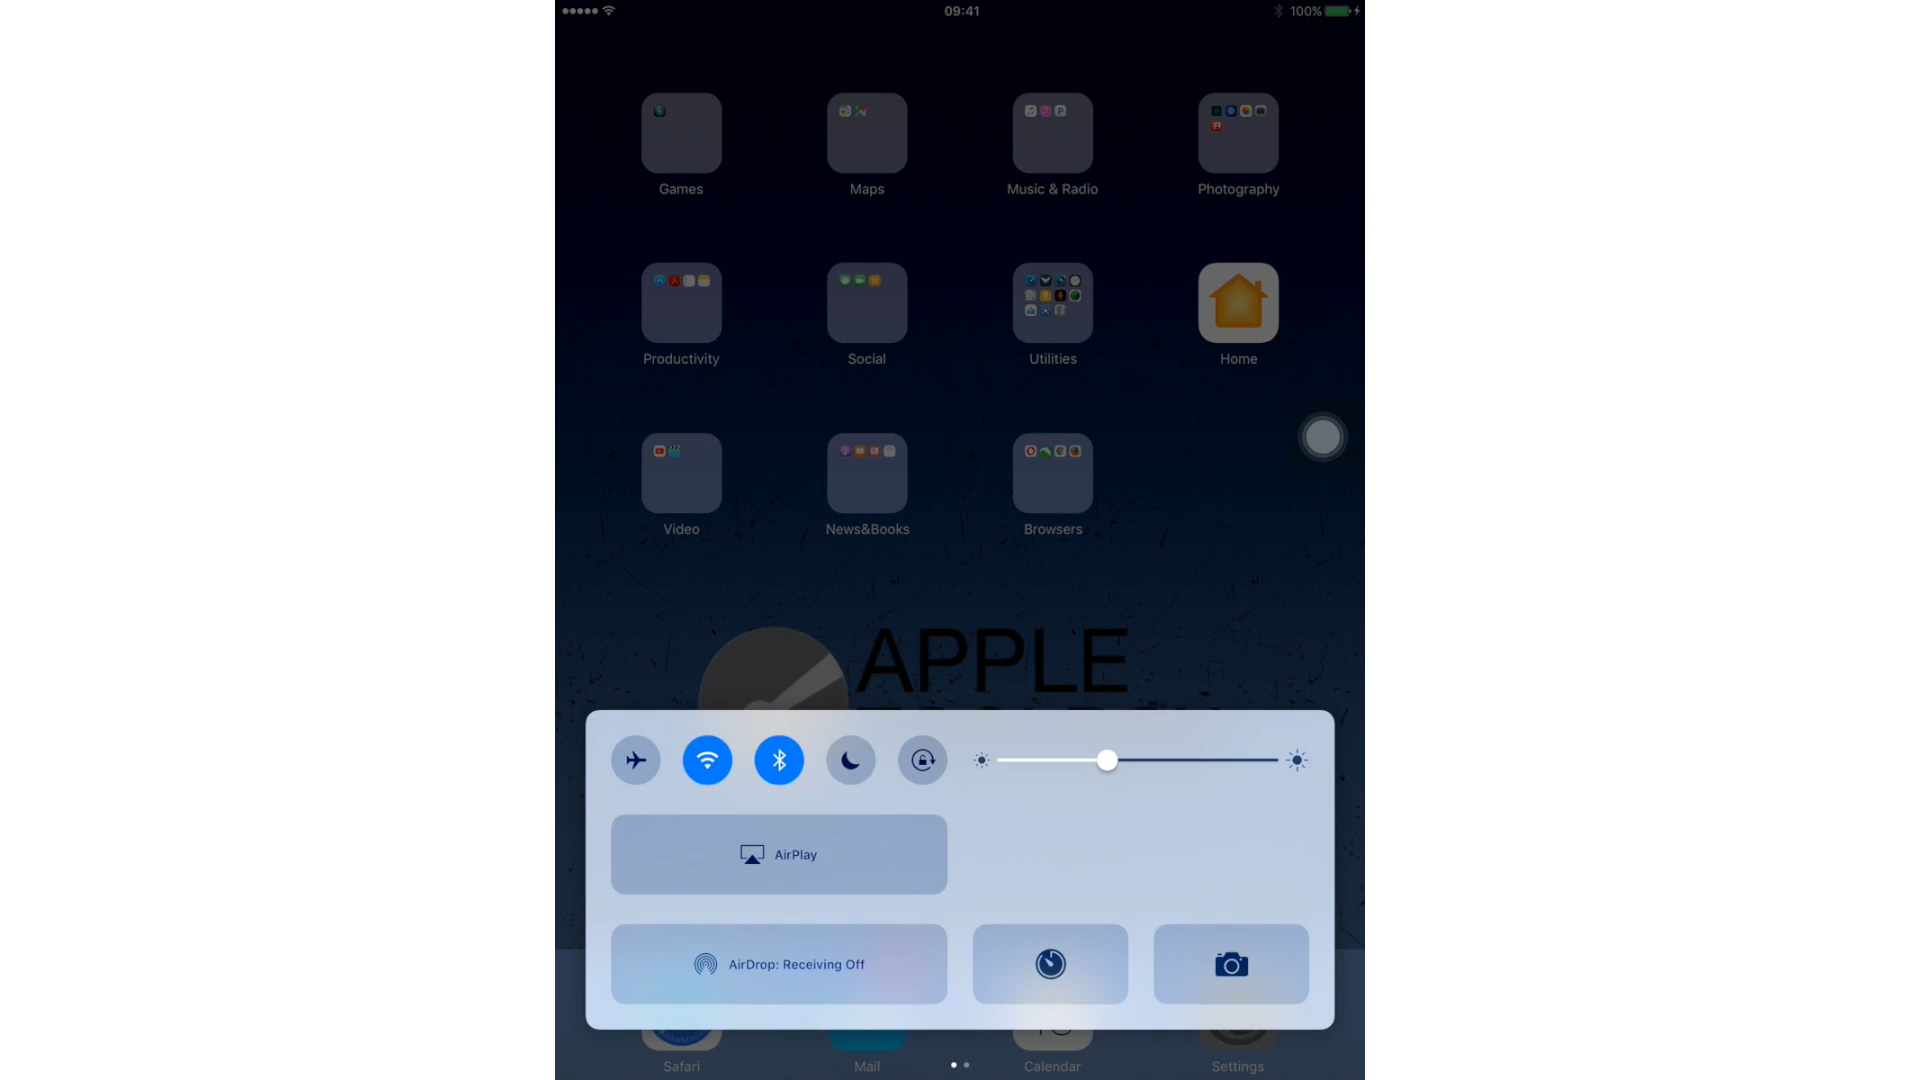 09:41
100%
Games
Maps
Music & Radio
Photography
Productivity
Social
Utilities
Home
Video
News&Books
Browsers
APPLE
AirPlay
AirDrop: Receiving Off
Safari
Mail
Calendar
Settings